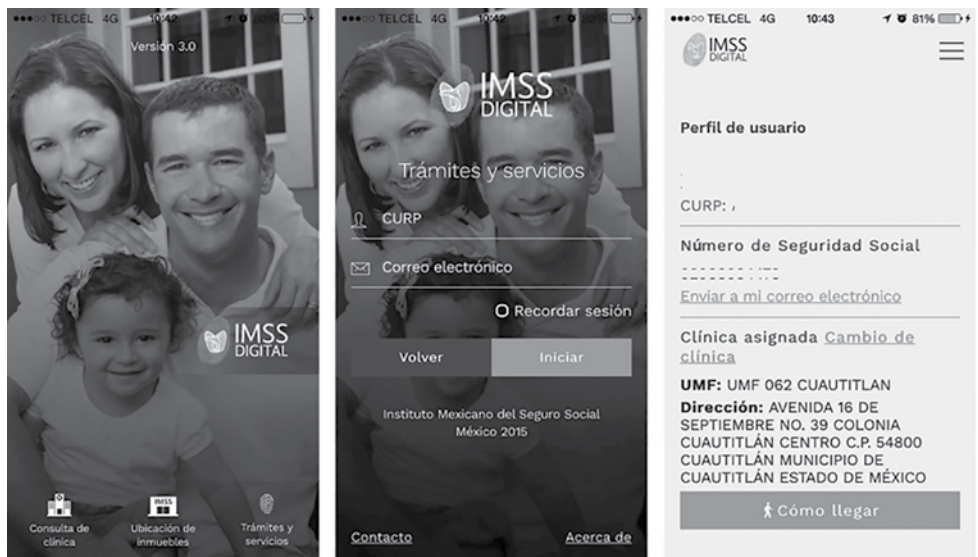 TELCEL 4G 10:42 80%
Versión 3.0
IMSS
DIGITAL
Consulta de
clínica
IMSS
Ubicación de
inmuebles
Trámites y
servicios
TELCEL 4G 10:42
IMSS
DIGITAL
Trámites y servicios
CURP
Correo electrónico
Recordar sesión
Volver Iniciar
Instituto Mexicano del Seguro Social
México 2015
Contacto Acerca de
TELCEL 4G 10:43 81%
IMSS
DIGITAL
Perfil de usuario
CURP:
Número de Seguridad Social
Enviar a mi correo electrónico
Clínica asignada Cambio de
clínica
UMF: UMF 062 CUAUTITLAN
Dirección: AVENIDA 16 DE
SEPTIEMBRE NO. 39 COLONIA
CUAUTITLÁN CENTRO C.P. 54800
CUAUTITLÁN MUNICIPIO DE
CUAUTITLÁN ESTADO DE MÉXICO
Cómo llegar